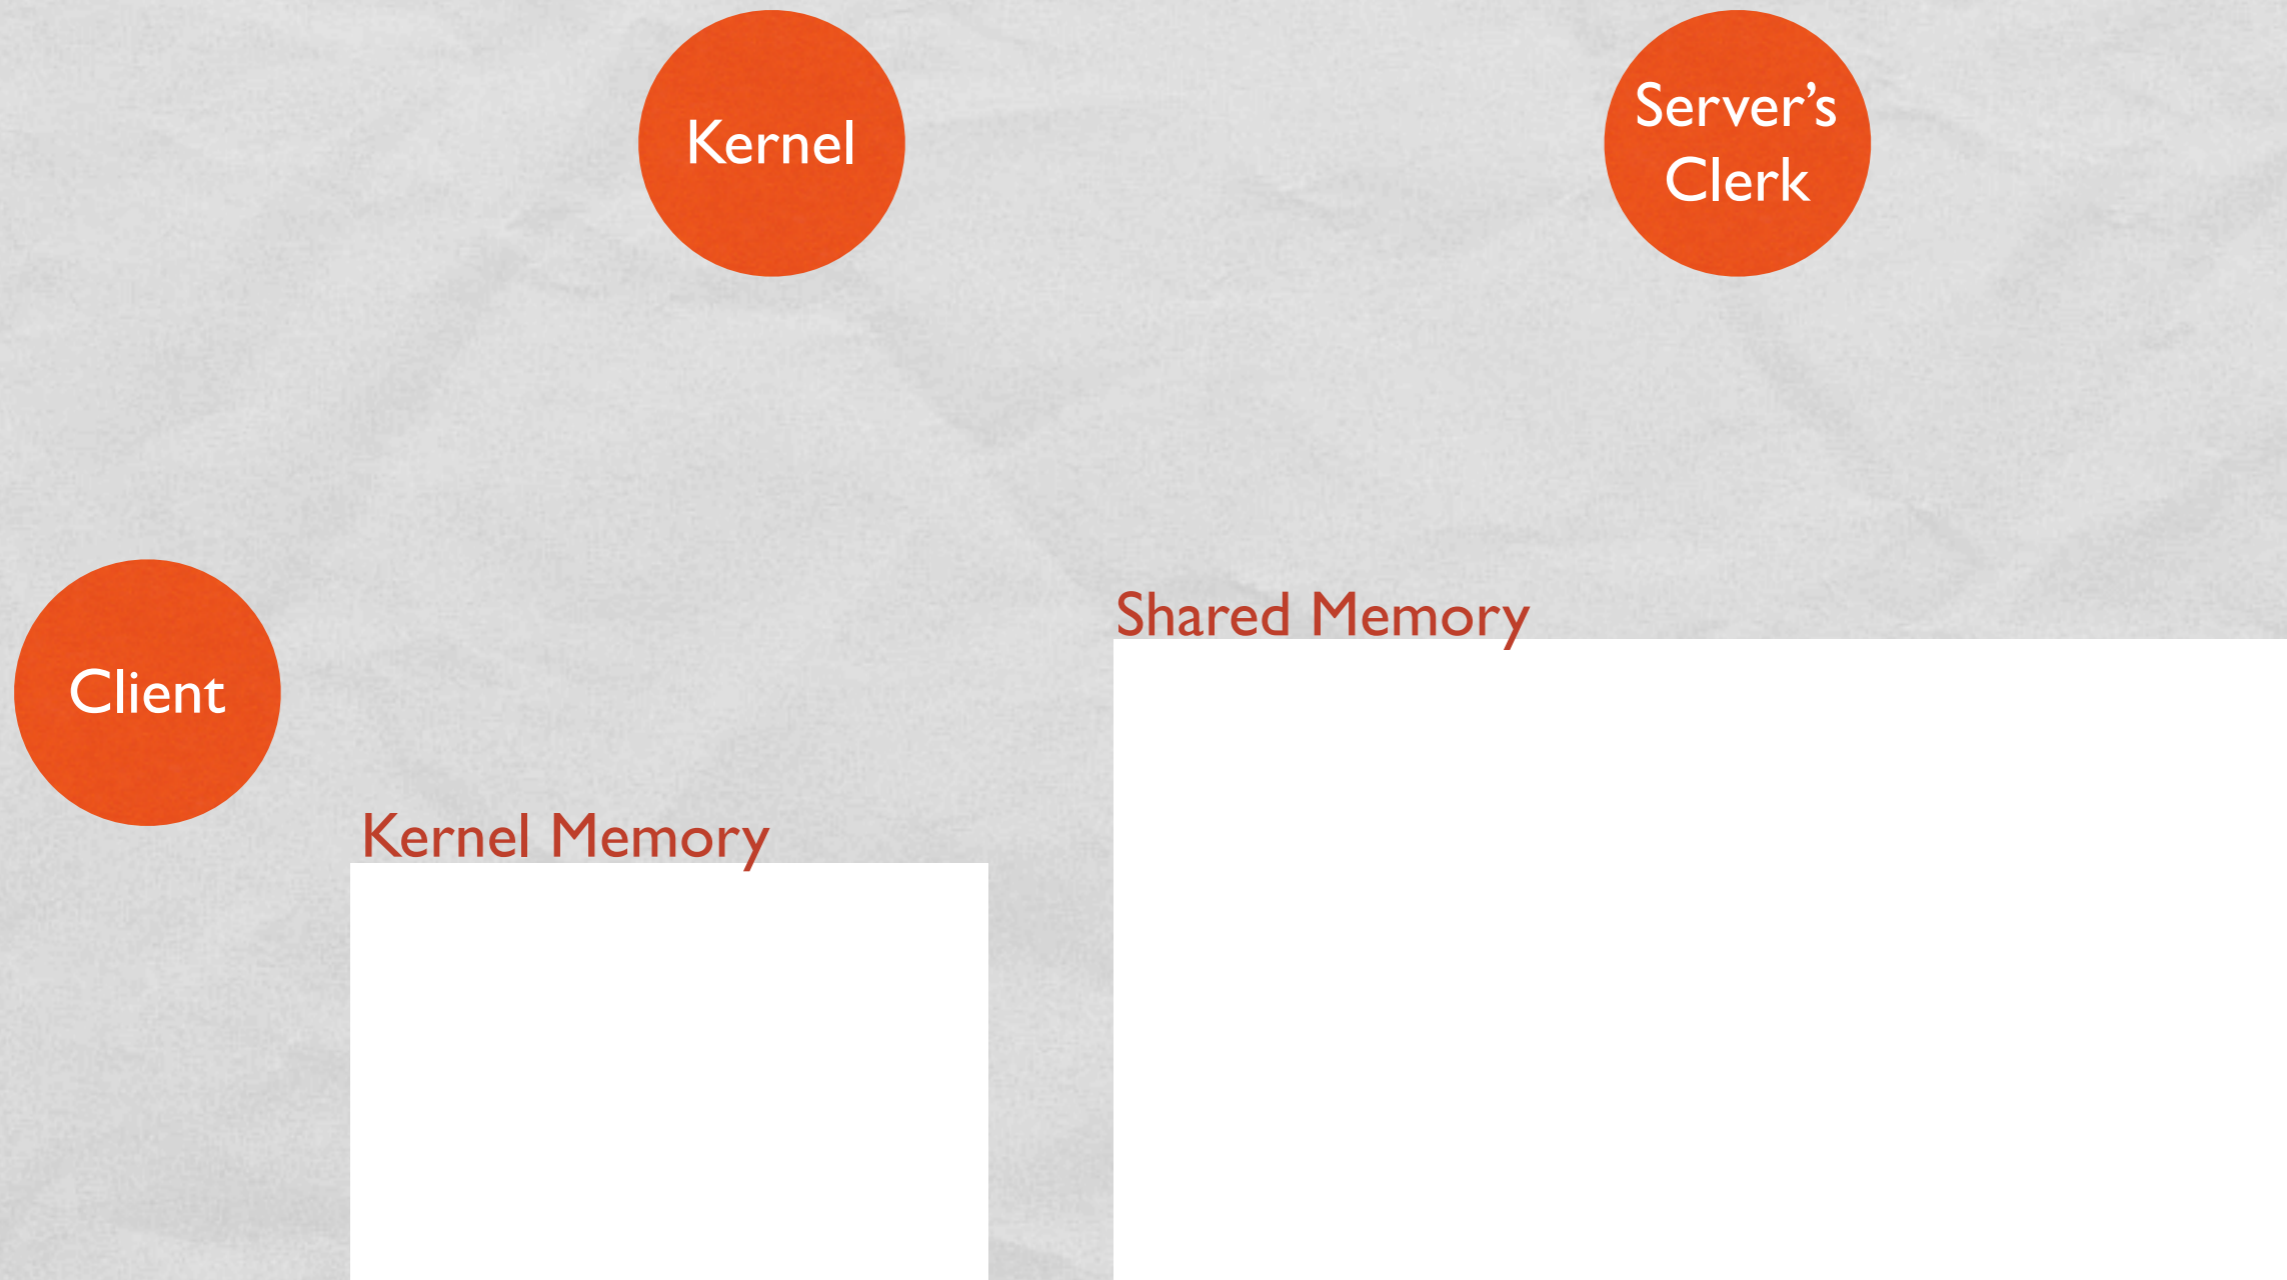 Kernel
Server’s
Clerk
Client
Shared Memory
Kernel Memory